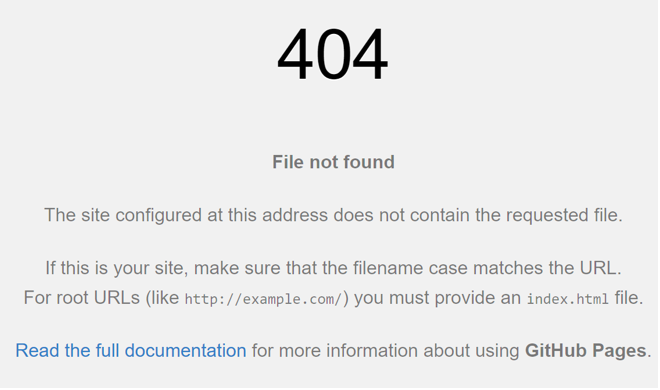 404
File not found
The site configured at this address does not contain the requested file.
If this is your site, make sure that the filename case matches the URL.
For root URLs (like http://example.com/) you must provide an index.html file.
Read the full documentation for more information about using GitHub Pages.